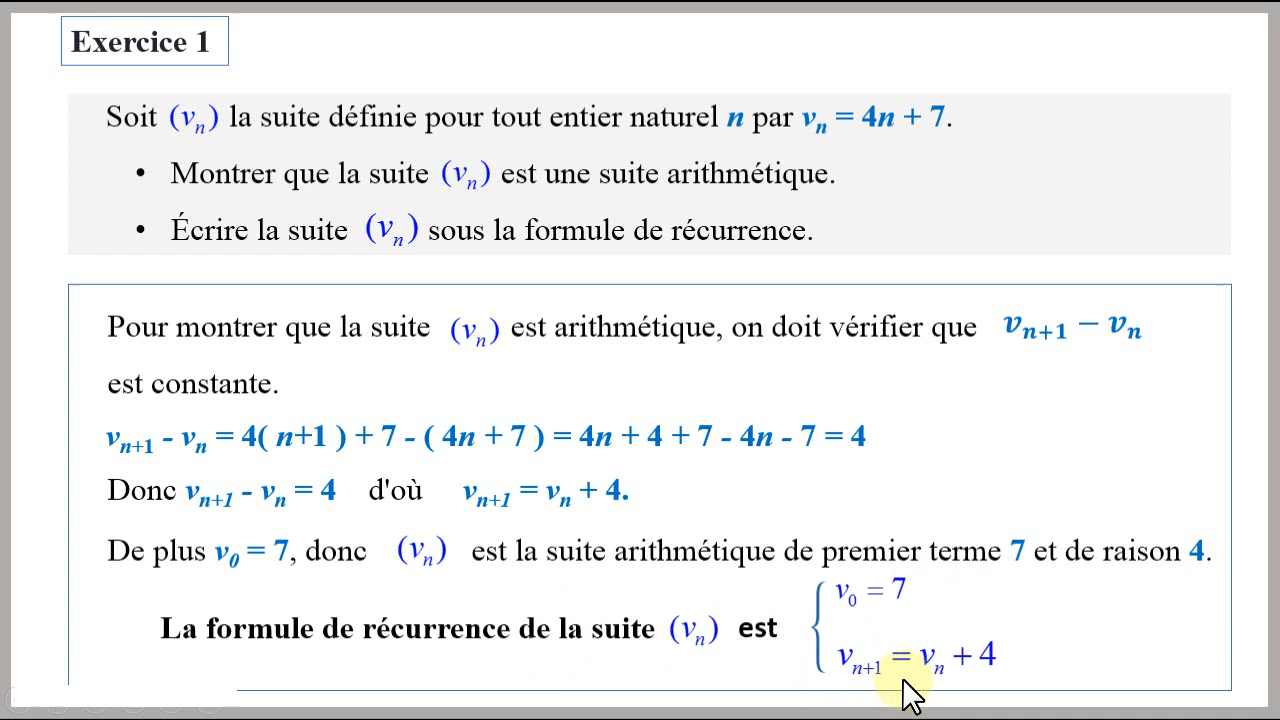 Exercice 1
Soit (vₙ) la suite définie pour tout entier naturel n par vₙ = 4n + 7.
• Montrer que la suite (vₙ) est une suite arithmétique.
• Écrire la suite (vₙ) sous la formule de récurrence.
Pour montrer que la suite (vₙ) est arithmétique, on doit vérifier que vₙ₊₁ − vₙ
est constante.
vₙ₊₁ - vₙ = 4( n+1 ) + 7 - ( 4n + 7 ) = 4n + 4 + 7 - 4n - 7 = 4
Donc vₙ₊₁ - vₙ = 4 d'où vₙ₊₁ = vₙ + 4.
De plus v₀ = 7, donc (vₙ) est la suite arithmétique de premier terme 7 et de raison 4.
La formule de récurrence de la suite (vₙ) est { v₀ = 7
vₙ₊₁ = vₙ + 4